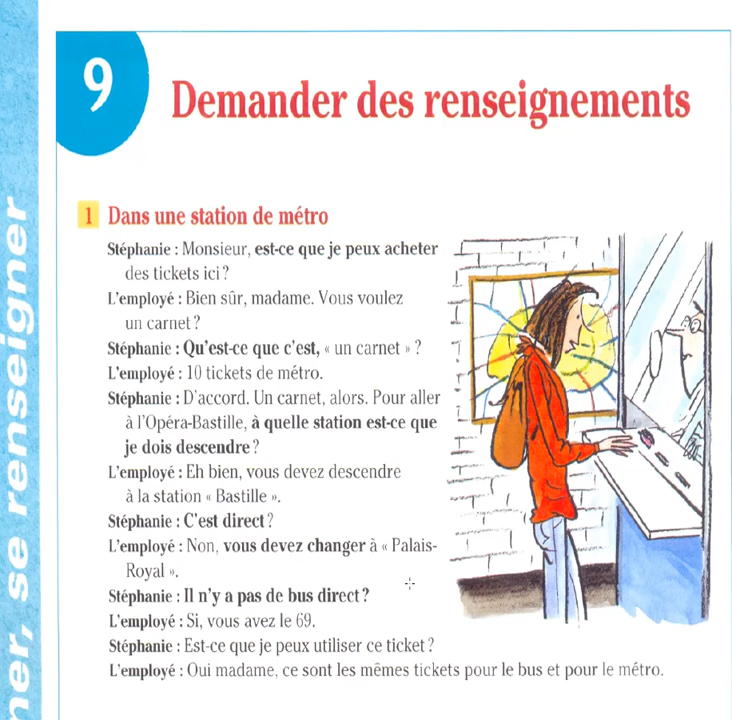 9
Demander des renseignements
1 Dans une station de métro
Stéphanie : Monsieur, est-ce que je peux acheter
des tickets ici ?
L'employé : Bien sûr, madame. Vous voulez
un carnet ?
Stéphanie : Qu'est-ce que c'est, « un carnet » ?
L'employé : 10 tickets de métro.
Stéphanie : D'accord. Un carnet, alors. Pour aller
à l'Opéra-Bastille, à quelle station est-ce que
je dois descendre ?
L'employé : Eh bien, vous devez descendre
à la station « Bastille ».
Stéphanie : C'est direct ?
L'employé : Non, vous devez changer à « Palais-
Royal ».
Stéphanie : Il n'y a pas de bus direct ?
L'employé : Si, vous avez le 69.
Stéphanie : Est-ce que je peux utiliser ce ticket ?
L'employé : Oui madame, ce sont les mêmes tickets pour le bus et pour le métro.
ner, se renseigner